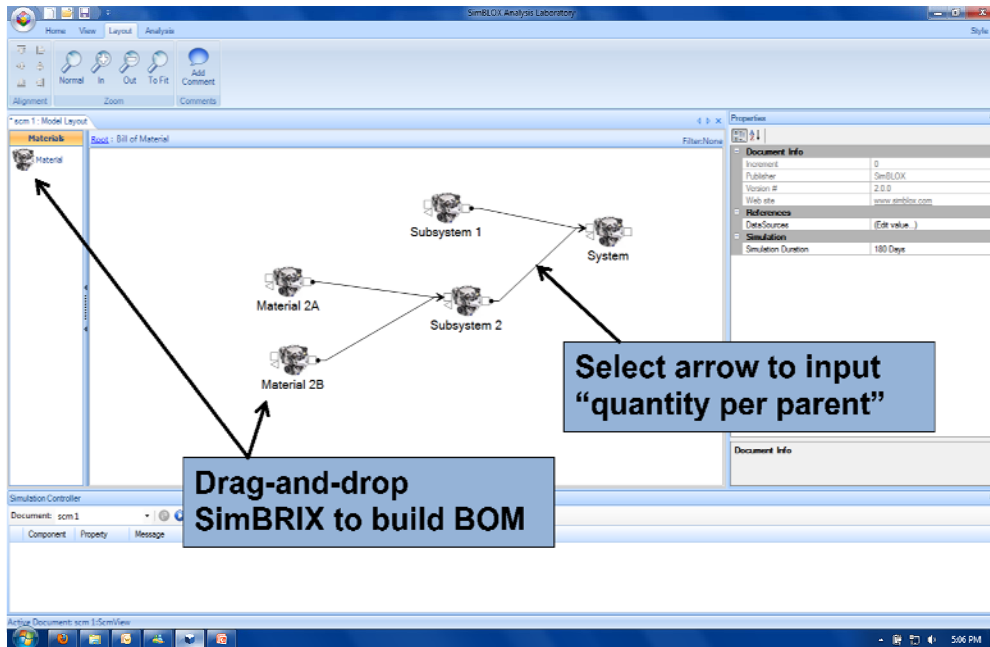 SimBLOX Analysis Laboratory
Home View Layout Analysis Style
Normal In Out To Fit Add Comment
Alignment Zoom Comments
* scm 1 : Model Layout
Properties
Materials
Root : Bill of Material
Filter:None
Material
Document Info
Increment 0
Publisher SimBLOX
Version # 2.0.0
Web site www.simblox.com
References
DataSources (Edit value...)
Simulation
Simulation Duration 180 Days
Subsystem 1
System
Material 2A
Subsystem 2
Material 2B
Select arrow to input
“quantity per parent”
Document Info
Drag-and-drop
SimBRIX to build BOM
Simulation Controller
Document: scm 1
Component Property Message
Active Document: scm 1:ScmView
5:06 PM